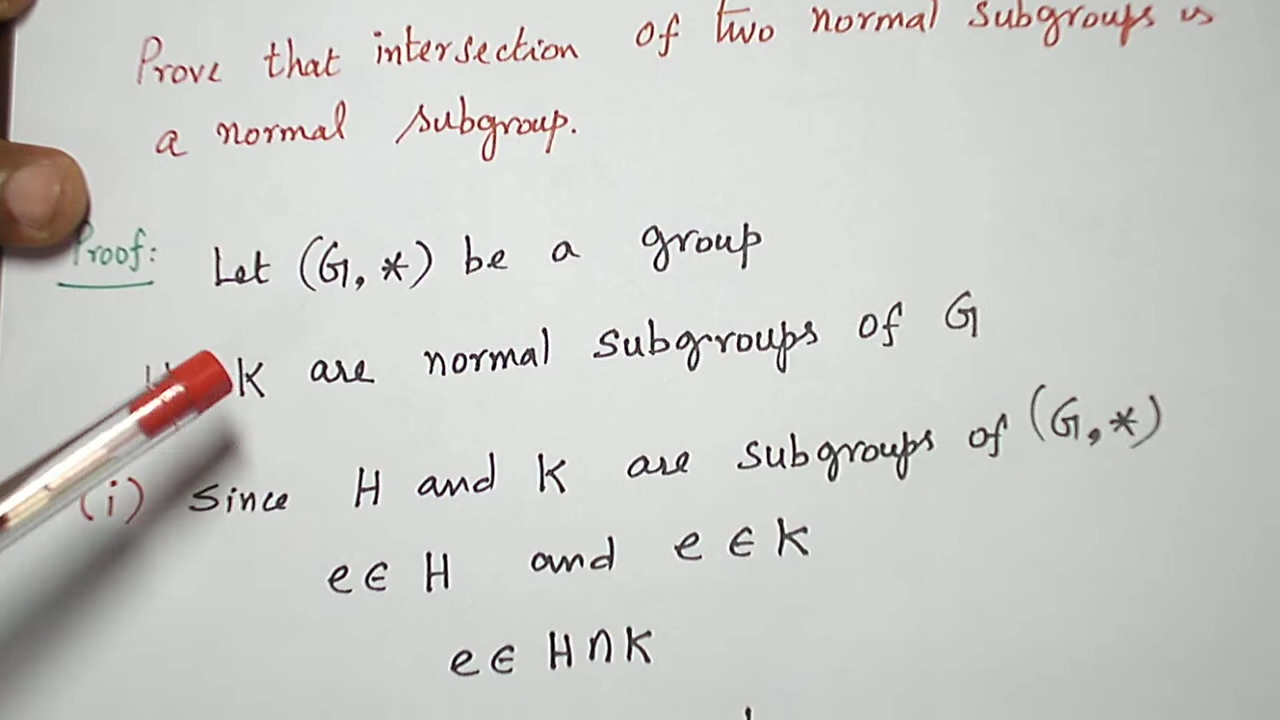 Prove that intersection of two normal subgroups is
a normal subgroup.
Proof: Let (G, *) be a group
K are normal subgroups of G
(i) Since H and K are subgroups of (G, *)
e ∈ H and e ∈ K
e ∈ H ∩ K